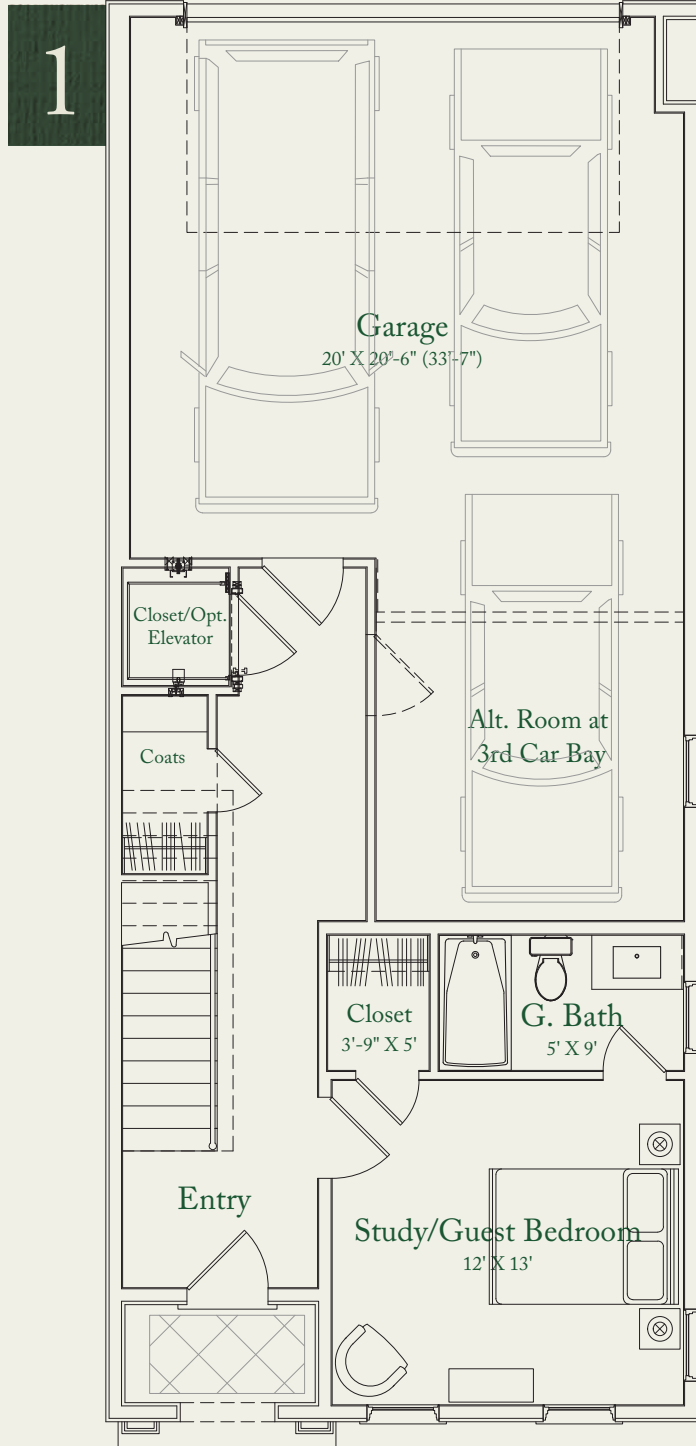 1
Garage
20' X 20'-6" (33'-7")
Closet/Opt.
Elevator
Alt. Room at
3rd Car Bay
Coats
Closet
3'-9" X 5'
G. Bath
5' X 9'
Entry
Study/Guest Bedroom
12' X 13'